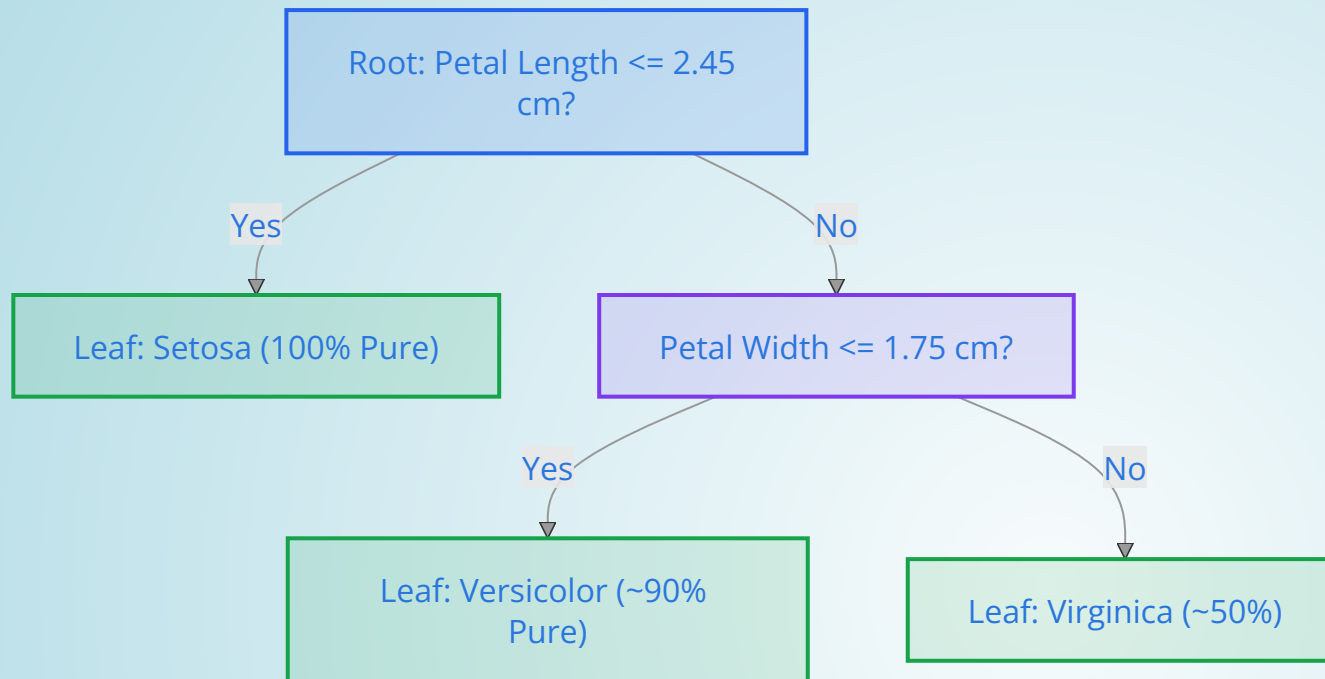 Root: Petal Length <= 2.45
cm?
Yes
No
Leaf: Setosa (100% Pure)
Petal Width <= 1.75 cm?
Yes
No
Leaf: Versicolor (~90%
Pure)
Leaf: Virginica (~50%)